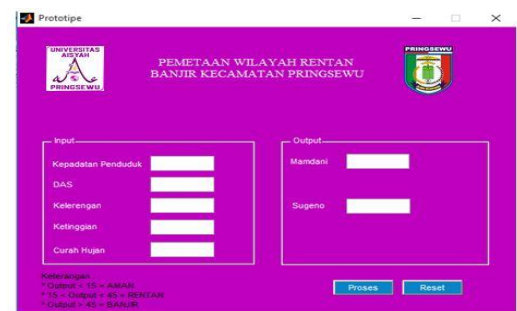 Prototipe
UNIVERSITAS
AISYAH
PRINGSEWU
PEMETAAN WILAYAH RENTAN
BANJIR KECAMATAN PRINGSEWU
PRINGSEWU
Input
Kepadatan Penduduk
DAS
Kelerengan
Ketinggian
Curah Hujan
Output
Mamdani
Sugeno
Keterangan
* Output < 15 = AMAN
* 15 < Output < 45 = RENTAN
* Output > 45 = BANJIR
Proses
Reset